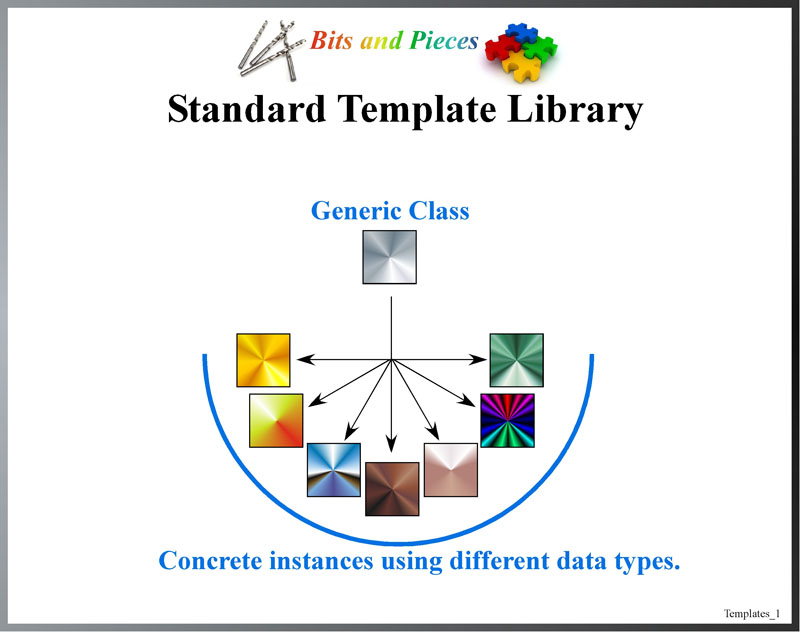 Bits and Pieces
Standard Template Library
Generic Class
Concrete instances using different data types.
Templates_1